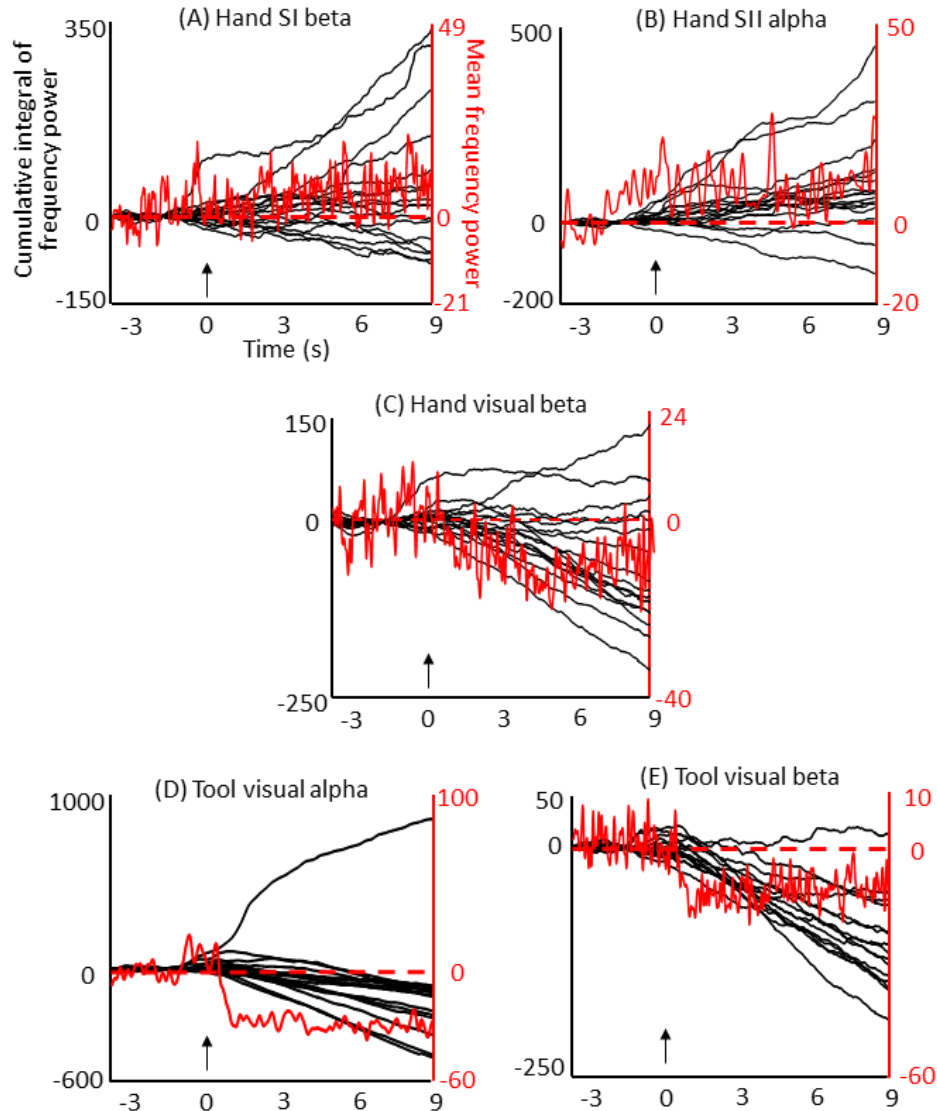 (A) Hand SI beta
350
0
-150
Cumulative integral of
frequency power
49
0
-21
Mean frequency
power
-3 0 3 6 9
Time (s)
(B) Hand SII alpha
500
0
-200
50
0
-20
-3 0 3 6 9
(C) Hand visual beta
150
0
-250
24
0
-40
-3 0 3 6 9
(D) Tool visual alpha
1000
0
-600
100
0
-60
-3 0 3 6 9
(E) Tool visual beta
50
0
-250
10
0
-60
-3 0 3 6 9